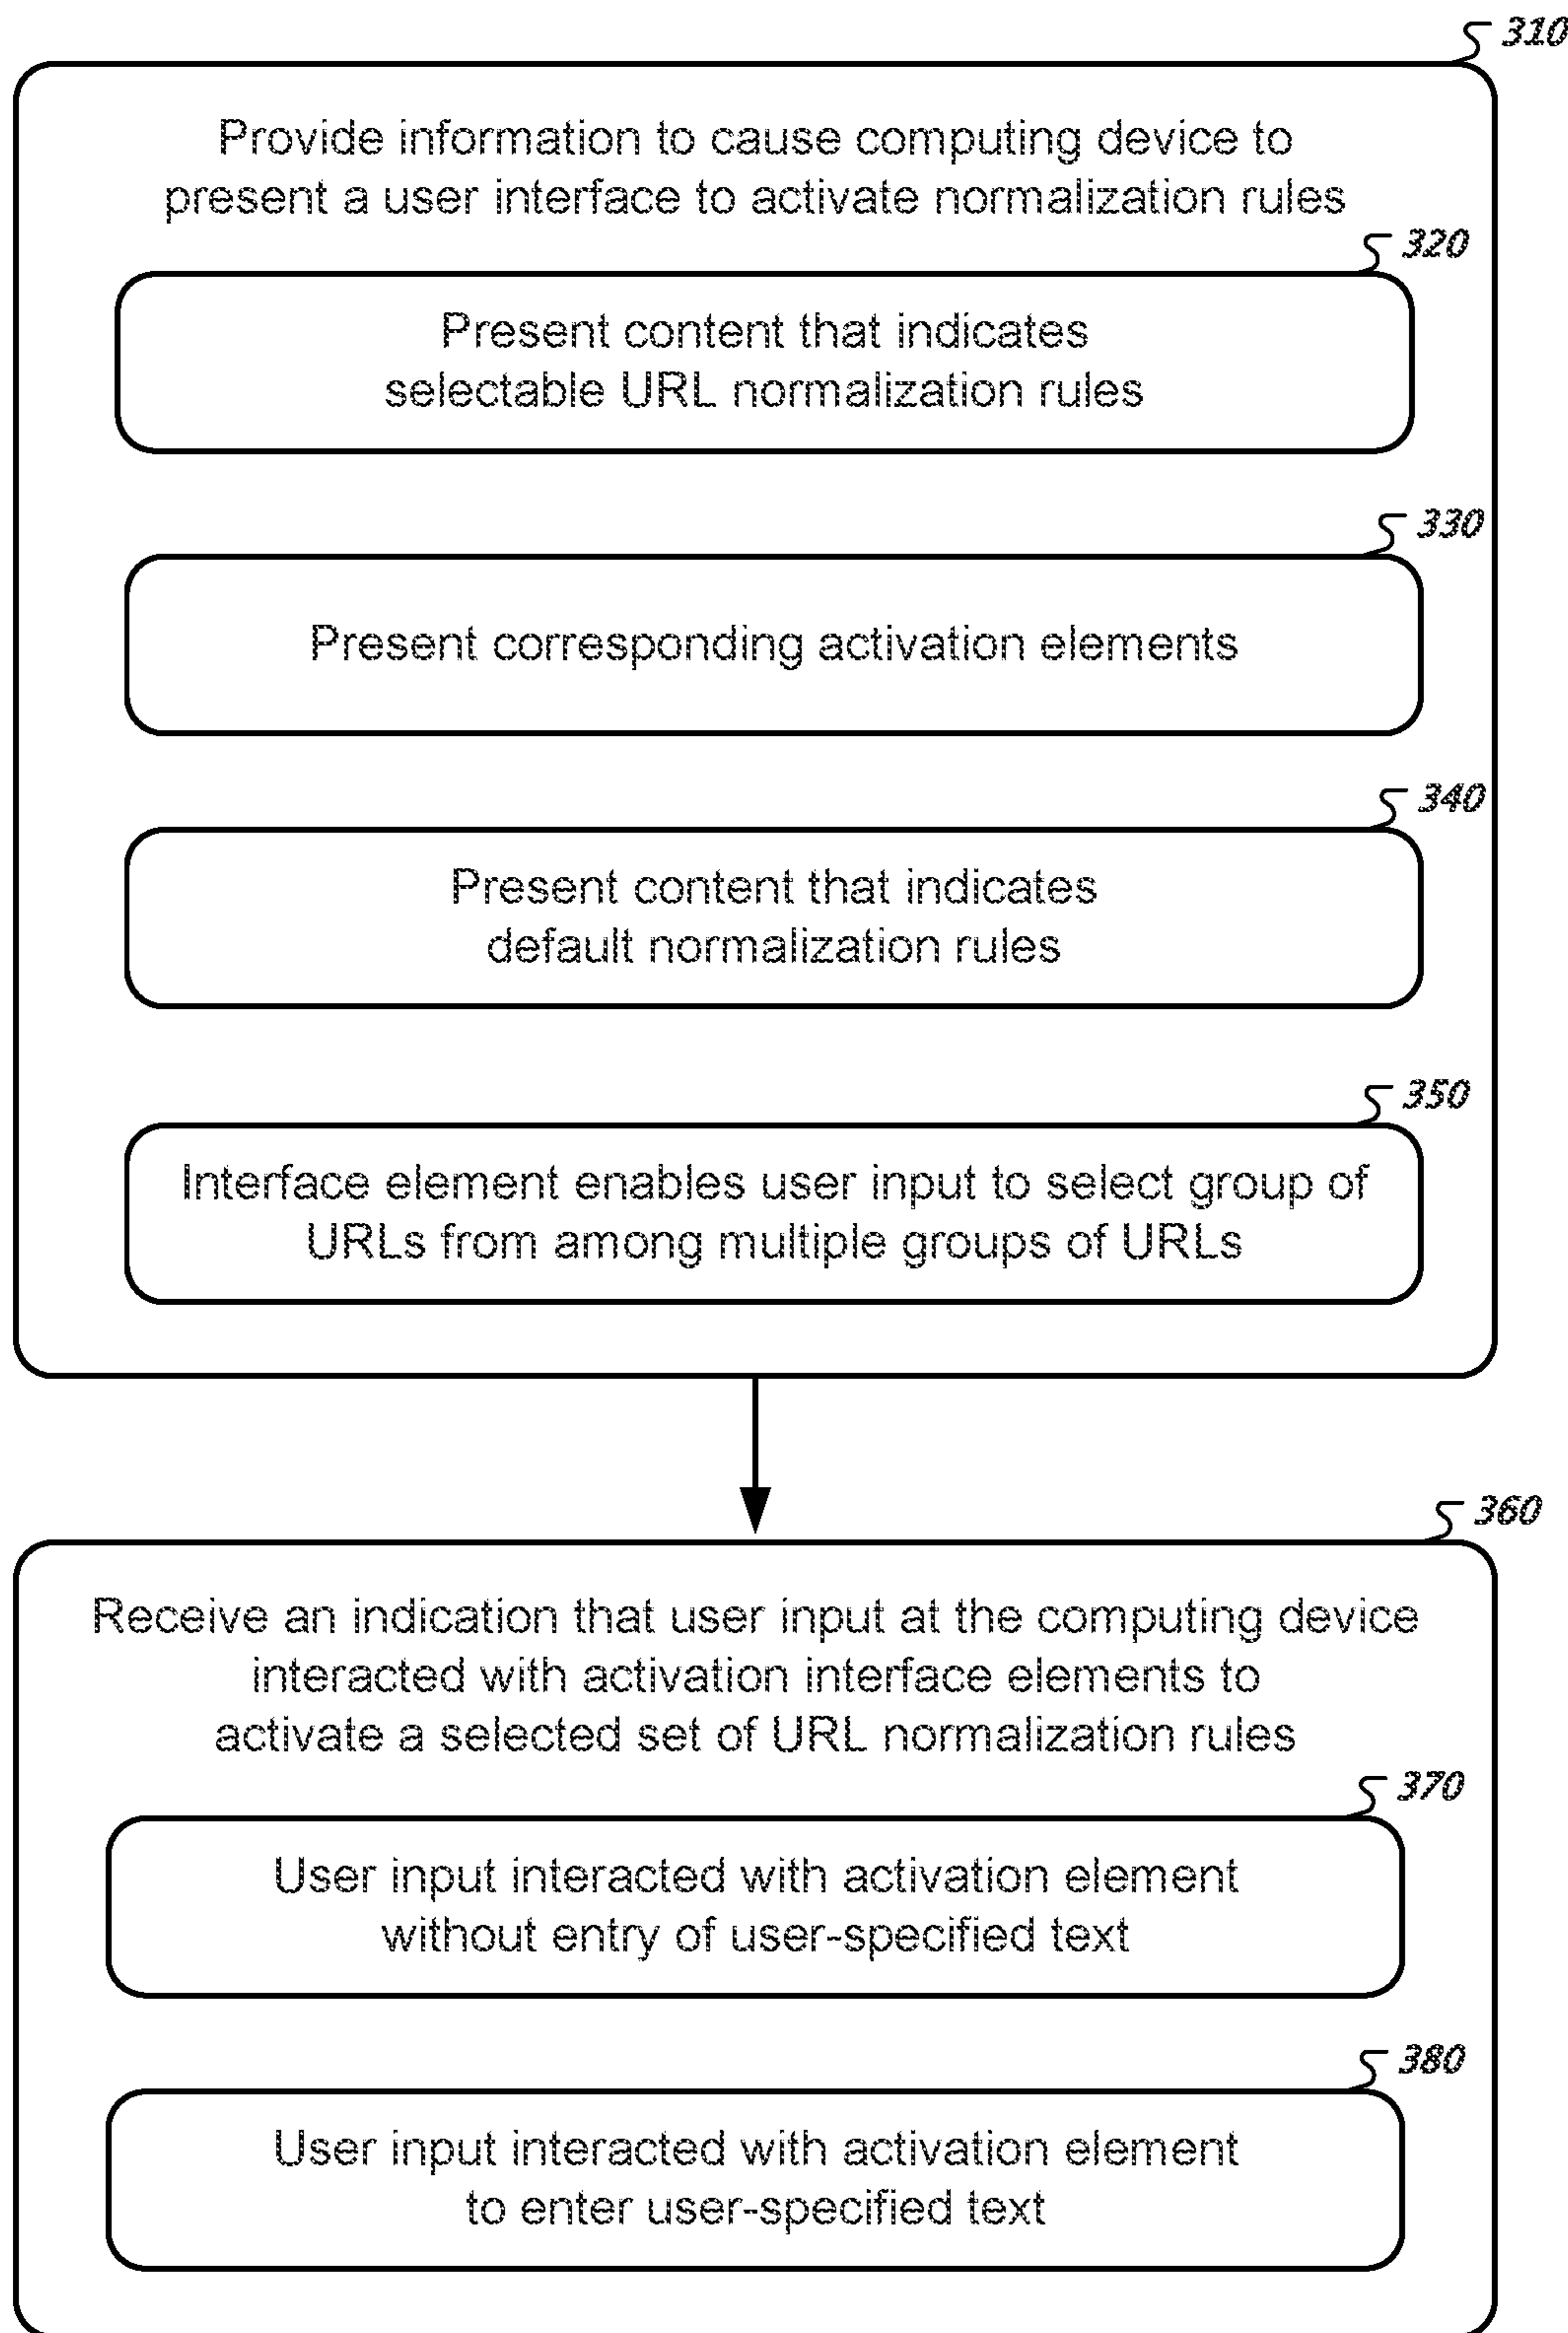 310
Provide information to cause computing device to
present a user interface to activate normalization rules
320
Present content that indicates
selectable URL normalization rules
330
Present corresponding activation elements
340
Present content that indicates
default normalization rules
350
Interface element enables user input to select group of
URLs from among multiple groups of URLs
360
Receive an indication that user input at the computing device
interacted with activation interface elements to
activate a selected set of URL normalization rules
370
User input interacted with activation element
without entry of user-specified text
380
User input interacted with activation element
to enter user-specified text